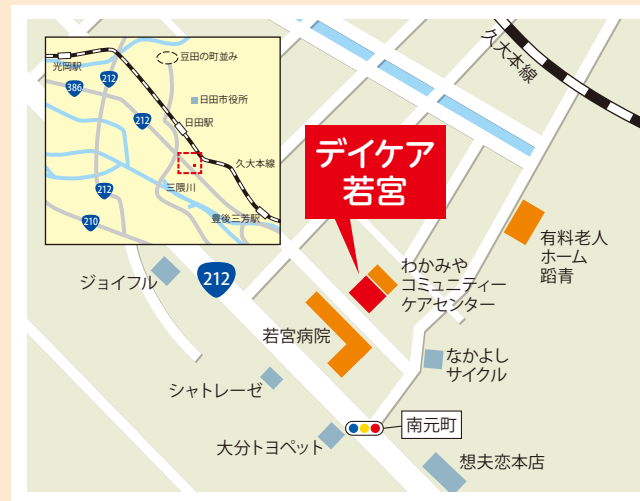 光岡駅
豆田の町並み
386
212
日田市役所
212
日田駅
久大本線
212
三隈川
210
豊後三芳駅
久大本線
デイケア
若宮
有料老人
ホーム
蹈青
わかみや
コミュニティー
ケアセンター
ジョイフル
212
若宮病院
なかよし
サイクル
シャトレーゼ
南元町
大分トヨペット
想夫恋本店